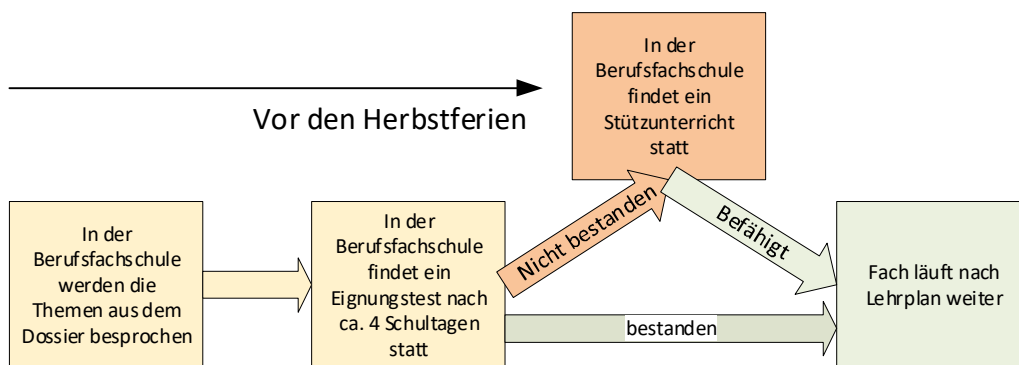 In der
Berufsfachschule
findet ein
Stützunterricht
statt
Vor den Herbstferien
In der
Berufsfachschule
werden die
Themen aus dem
Dossier besprochen
In der
Berufsfachschule
findet ein
Eignungstest nach
ca. 4 Schultagen
statt
Nicht bestanden
Befähigt
bestanden
Fach läuft nach
Lehrplan weiter